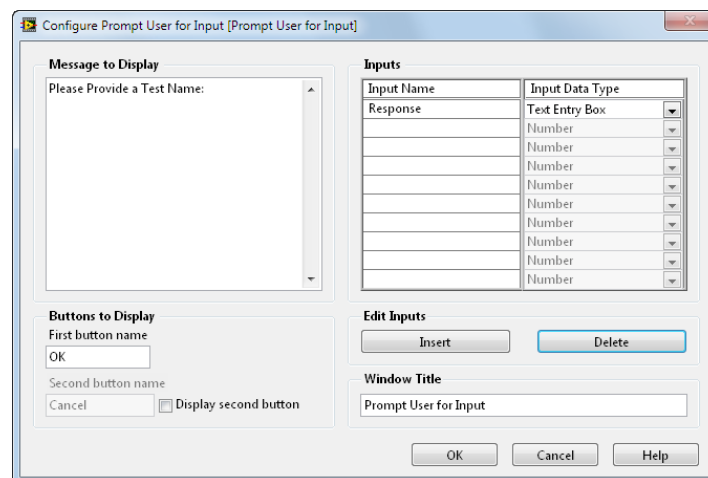 Configure Prompt User for Input [Prompt User for Input]
Message to Display
Please Provide a Test Name:
Inputs
Input Name Input Data Type
Response Text Entry Box
Number
Number
Number
Number
Number
Number
Number
Number
Number
Buttons to Display
First button name
OK
Second button name
Cancel Display second button
Edit Inputs
Insert Delete
Window Title
Prompt User for Input
OK Cancel Help